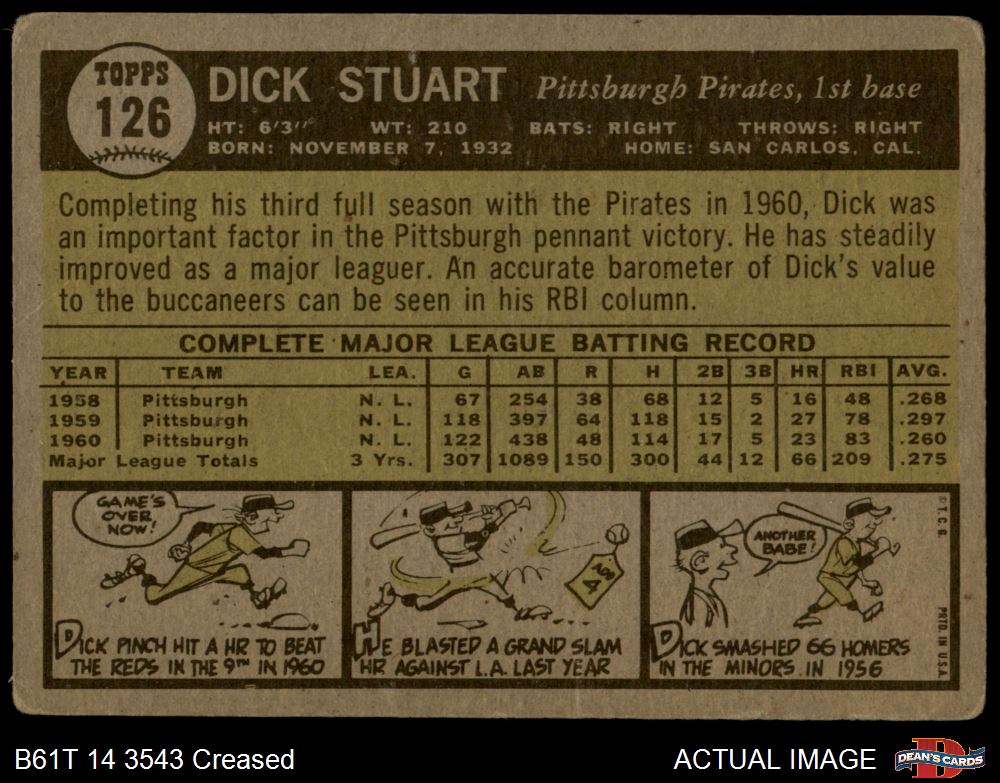 TOPPS
126
DICK STUART Pittsburgh Pirates, 1st base
HT: 6'3" WT: 210 BATS: RIGHT THROWS: RIGHT
BORN: NOVEMBER 7, 1932 HOME: SAN CARLOS, CAL.
Completing his third full season with the Pirates in 1960, Dick was
an important factor in the Pittsburgh pennant victory. He has steadily
improved as a major leaguer. An accurate barometer of Dick's value
to the buccaneers can be seen in his RBI column.
COMPLETE MAJOR LEAGUE BATTING RECORD
YEAR TEAM LEA. G AB R H 2B 3B HR RBI AVG.
1958 Pittsburgh N. L. 67 254 38 68 12 5 16 48 .268
1959 Pittsburgh N. L. 118 397 64 118 15 2 27 78 .297
1960 Pittsburgh N. L. 122 438 48 114 17 5 23 83 .260
Major League Totals 3 Yrs. 307 1089 150 300 44 12 66 209 .275
GAME'S
OVER
NOW!
DICK PINCH HIT A HR TO BEAT
THE REDS IN THE 9TH IN 1960
HE BLASTED A GRAND SLAM
HR AGAINST L.A. LAST YEAR
ANOTHER
BABE!
DICK SMASHED 66 HOMERS
IN THE MINORS IN 1956
© T. C. G.
PRTD. IN U.S.A.
B61T 14 3543 Creased
ACTUAL IMAGE
DEAN'S CARDS